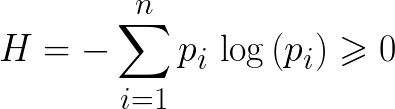 H = -\sum_{i=1}^{n} p_i \log(p_i) \geqslant 0